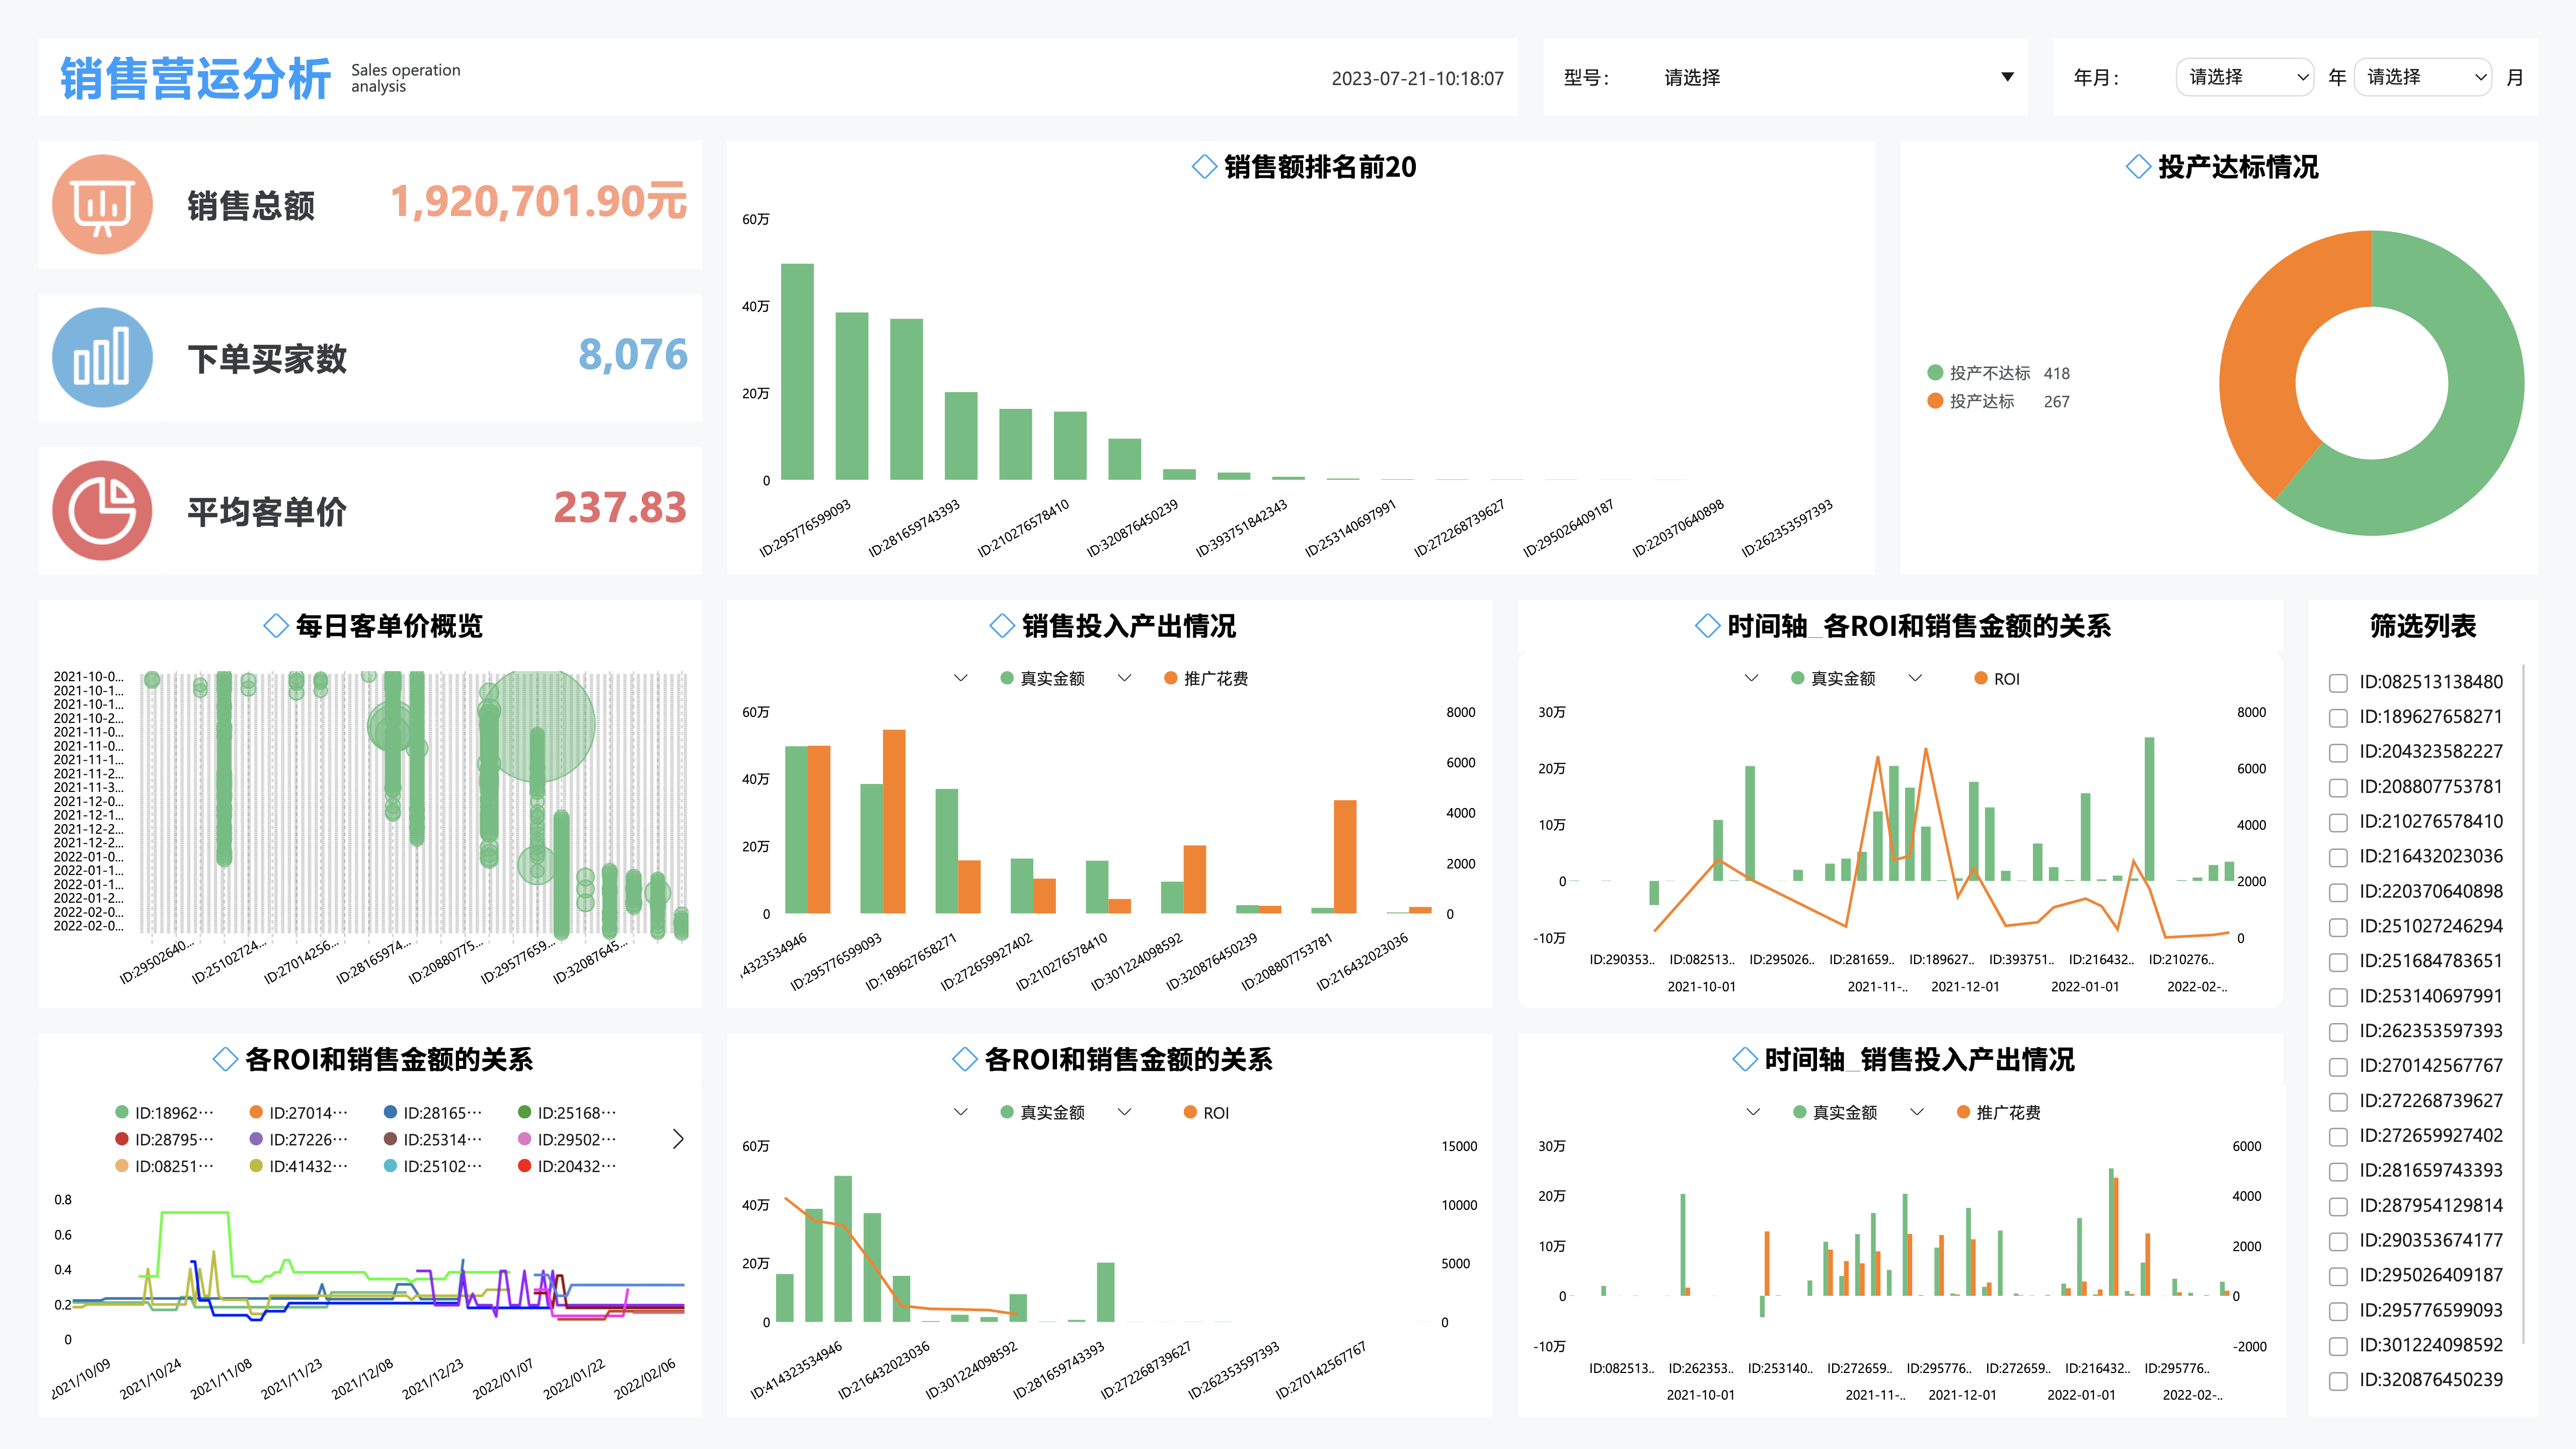 销售营运分析
Sales operation
analysis
2023-07-21-10:18:07
型号：
请选择
年月：
请选择
年
请选择
月
销售总额
1,920,701.90元
下单买家数
8,076
平均客单价
237.83
销售额排名前20
60万
40万
20万
0
ID:295776599093
ID:281659743393
ID:210276578410
ID:320876450239
ID:393751842343
ID:253140697991
ID:272268739627
ID:295026409187
ID:220370640898
ID:262353597393
投产达标情况
投产不达标 418
投产达标 267
每日客单价概览
2021-10-0...
2021-10-1...
2021-10-1...
2021-10-2...
2021-11-0...
2021-11-0...
2021-11-1...
2021-11-2...
2021-11-3...
2021-12-0...
2021-12-1...
2021-12-2...
2021-12-2...
2022-01-0...
2022-01-1...
2022-01-1...
2022-01-2...
2022-02-0...
2022-02-0...
ID:29502640...
ID:25102724...
ID:27014256...
ID:28165974...
ID:20880775...
ID:29577659...
ID:32087645...
销售投入产出情况
真实金额
推广花费
60万
40万
20万
0
8000
6000
4000
2000
0
4323534946
ID:295776599093
ID:189627658271
ID:272659927402
ID:210276578410
ID:301224098592
ID:320876450239
ID:208807753781
ID:216432023036
时间轴_各ROI和销售金额的关系
真实金额
ROI
30万
20万
10万
0
-10万
8000
6000
4000
2000
0
ID:290353..
ID:082513..
ID:295026..
ID:281659..
ID:189627..
ID:393751..
ID:216432..
ID:210276..
2021-10-01
2021-11-..
2021-12-01
2022-01-01
2022-02-..
筛选列表
ID:082513138480
ID:189627658271
ID:204323582227
ID:208807753781
ID:210276578410
ID:216432023036
ID:220370640898
ID:251027246294
ID:251684783651
ID:253140697991
ID:262353597393
ID:270142567767
ID:272268739627
ID:272659927402
ID:281659743393
ID:287954129814
ID:290353674177
ID:295026409187
ID:295776599093
ID:301224098592
ID:320876450239
各ROI和销售金额的关系
ID:18962···
ID:27014···
ID:28165···
ID:25168···
ID:28795···
ID:27226···
ID:25314···
ID:29502···
ID:08251···
ID:41432···
ID:25102···
ID:20432···
0.8
0.6
0.4
0.2
0
2021/10/09
2021/10/24
2021/11/08
2021/11/23
2021/12/08
2021/12/23
2022/01/07
2022/01/22
2022/02/06
各ROI和销售金额的关系
真实金额
ROI
60万
40万
20万
0
15000
10000
5000
0
ID:414323534946
ID:216432023036
ID:301224098592
ID:281659743393
ID:272268739627
ID:262353597393
ID:270142567767
时间轴_销售投入产出情况
真实金额
推广花费
30万
20万
10万
0
-10万
6000
4000
2000
0
-2000
ID:082513..
ID:262353..
ID:253140..
ID:272659..
ID:295776..
ID:272659..
ID:216432..
ID:295776..
2021-10-01
2021-11-..
2021-12-01
2022-01-01
2022-02-..